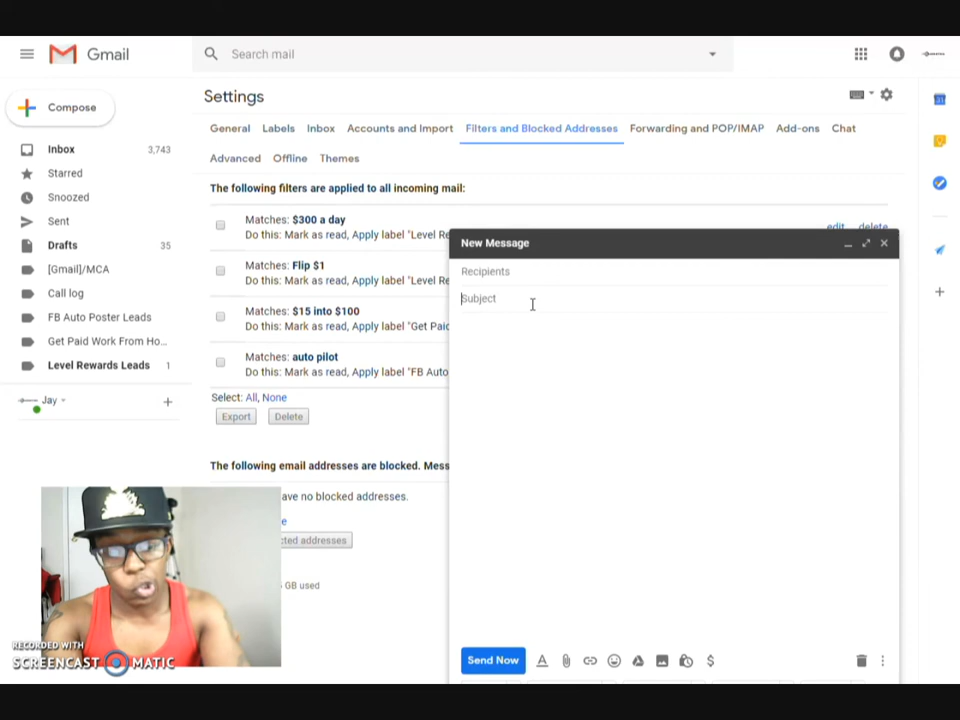 Gmail
Search mail
Compose
Settings
General Labels Inbox Accounts and Import Filters and Blocked Addresses Forwarding and POP/IMAP Add-ons Chat
Advanced Offline Themes
Inbox 3,743
Starred
Snoozed
Sent
Drafts 35
[Gmail]/MCA
Call log
FB Auto Poster Leads
Get Paid Work From Ho...
Level Rewards Leads 1
Jay
The following filters are applied to all incoming mail:
Matches: $300 a day
Do this: Mark as read, Apply label "Level Re
edit delete
Matches: Flip $1
Do this: Mark as read, Apply label "Level Re
Matches: $15 into $100
Do this: Mark as read, Apply label "Get Paid
Matches: auto pilot
Do this: Mark as read, Apply label "FB Auto
Select: All, None
Export Delete
The following email addresses are blocked. Mess
ave no blocked addresses.
cted addresses
GB used
New Message
Recipients
Subject
Send Now
31
RECORDED WITH
SCREENCAST MATIC